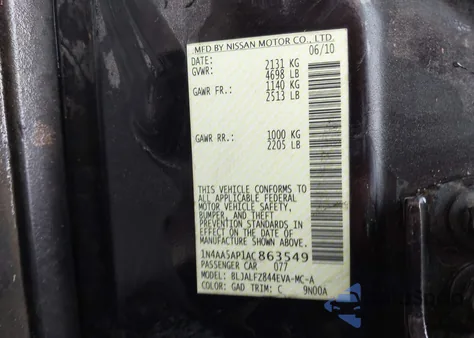 MFD BY NISSAN MOTOR CO., LTD.
DATE: 06/10
GVWR: 2131 KG
4698 LB
GAWR FR.: 1140 KG
2513 LB
GAWR RR.: 1000 KG
2205 LB
THIS VEHICLE CONFORMS TO
ALL APPLICABLE FEDERAL
MOTOR VEHICLE SAFETY,
BUMPER, AND THEFT
PREVENTION STANDARDS IN
EFFECT ON THE DATE OF
MANUFACTURE SHOWN ABOVE.
1N4AA5AP1AC863549
PASSENGER CAR 077
MODEL: BLJALFZ844EVA-MC-A
COLOR: GAD TRIM: C 9N00A